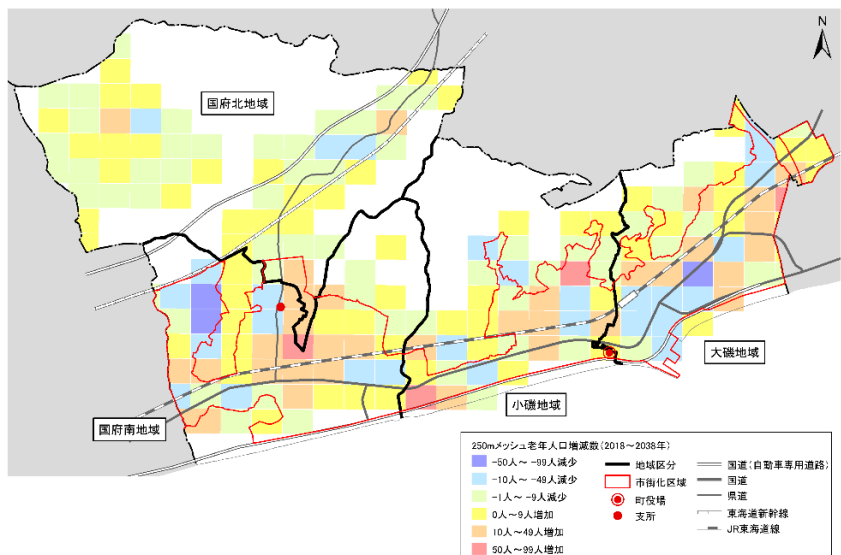 N
国府北地域
大磯地域
小磯地域
国府南地域
250mメッシュ老年人口増減数(2018～2038年)
-50人～ -99人減少
-10人～ -49人減少
-1人～ -9人減少
0人～9人増加
10人～49人増加
50人～99人増加
地域区分
市街化区域
町役場
支所
国道(自動車専用道路)
国道
県道
東海道新幹線
JR東海道線